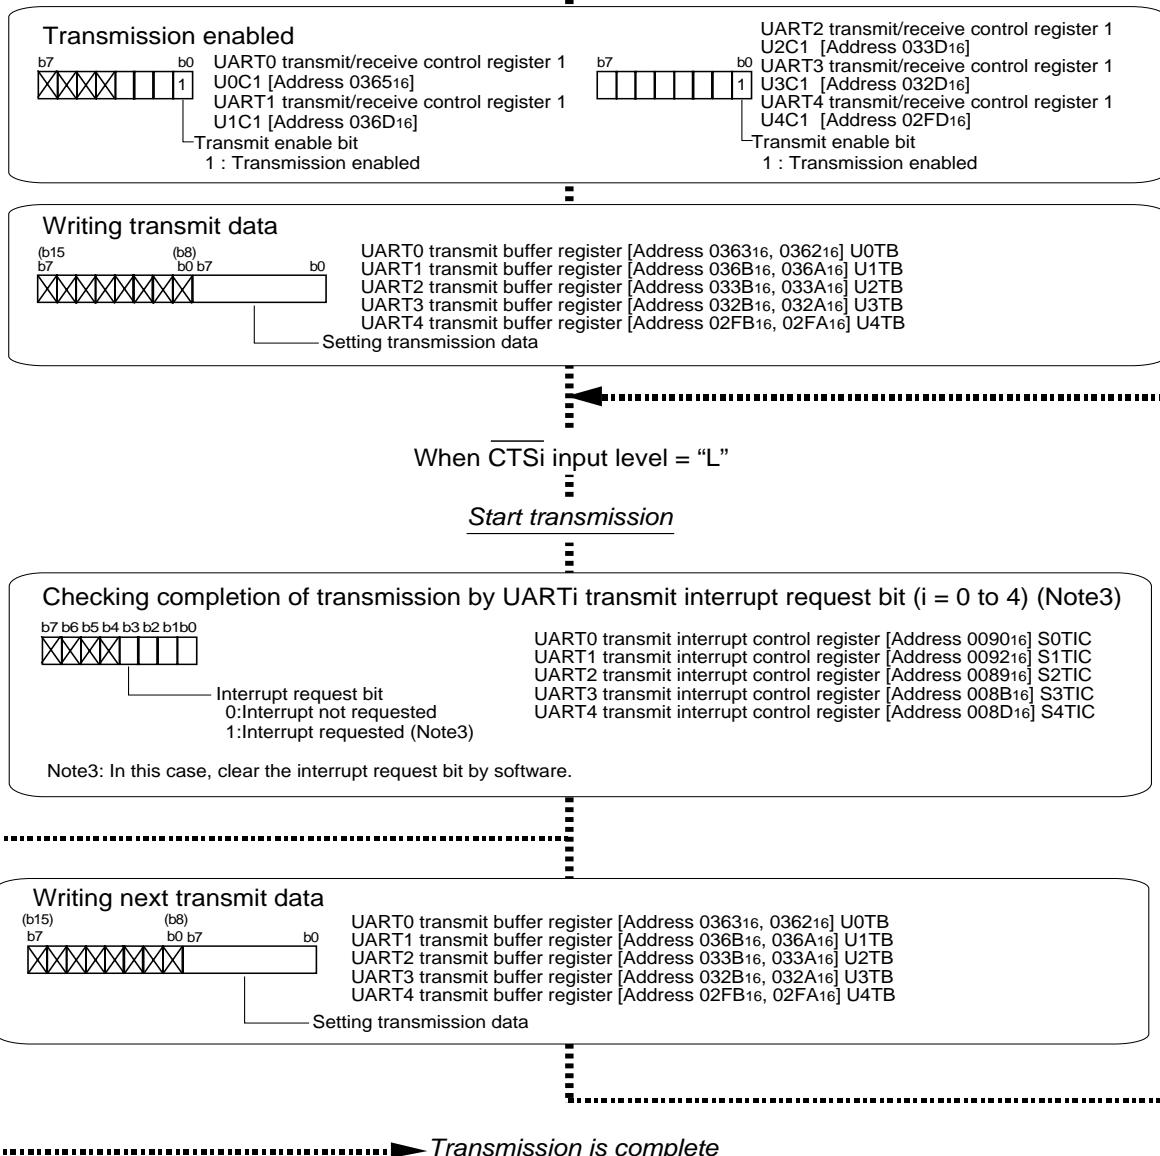 Transmission enabled
b7 b0
1
UART0 transmit/receive control register 1
U0C1 [Address 036516]
UART1 transmit/receive control register 1
U1C1 [Address 036D16]
Transmit enable bit
1 : Transmission enabled
b7 b0
1
UART2 transmit/receive control register 1
U2C1 [Address 033D16]
UART3 transmit/receive control register 1
U3C1 [Address 032D16]
UART4 transmit/receive control register 1
U4C1 [Address 02FD16]
Transmit enable bit
1 : Transmission enabled
Writing transmit data
(b15 (b8)
b7 b0 b7 b0
UART0 transmit buffer register [Address 036316, 036216] U0TB
UART1 transmit buffer register [Address 036B16, 036A16] U1TB
UART2 transmit buffer register [Address 033B16, 033A16] U2TB
UART3 transmit buffer register [Address 032B16, 032A16] U3TB
UART4 transmit buffer register [Address 02FB16, 02FA16] U4TB
Setting transmission data
When CTSi input level = “L”
Start transmission
Checking completion of transmission by UARTi transmit interrupt request bit (i = 0 to 4) (Note3)
b7 b6 b5 b4 b3 b2 b1b0
Interrupt request bit
0:Interrupt not requested
1:Interrupt requested (Note3)
UART0 transmit interrupt control register [Address 009016] S0TIC
UART1 transmit interrupt control register [Address 009216] S1TIC
UART2 transmit interrupt control register [Address 008916] S2TIC
UART3 transmit interrupt control register [Address 008B16] S3TIC
UART4 transmit interrupt control register [Address 008D16] S4TIC
Note3: In this case, clear the interrupt request bit by software.
Writing next transmit data
(b15) (b8)
b7 b0 b7 b0
UART0 transmit buffer register [Address 036316, 036216] U0TB
UART1 transmit buffer register [Address 036B16, 036A16] U1TB
UART2 transmit buffer register [Address 033B16, 033A16] U2TB
UART3 transmit buffer register [Address 032B16, 032A16] U3TB
UART4 transmit buffer register [Address 02FB16, 02FA16] U4TB
Setting transmission data
Transmission is complete